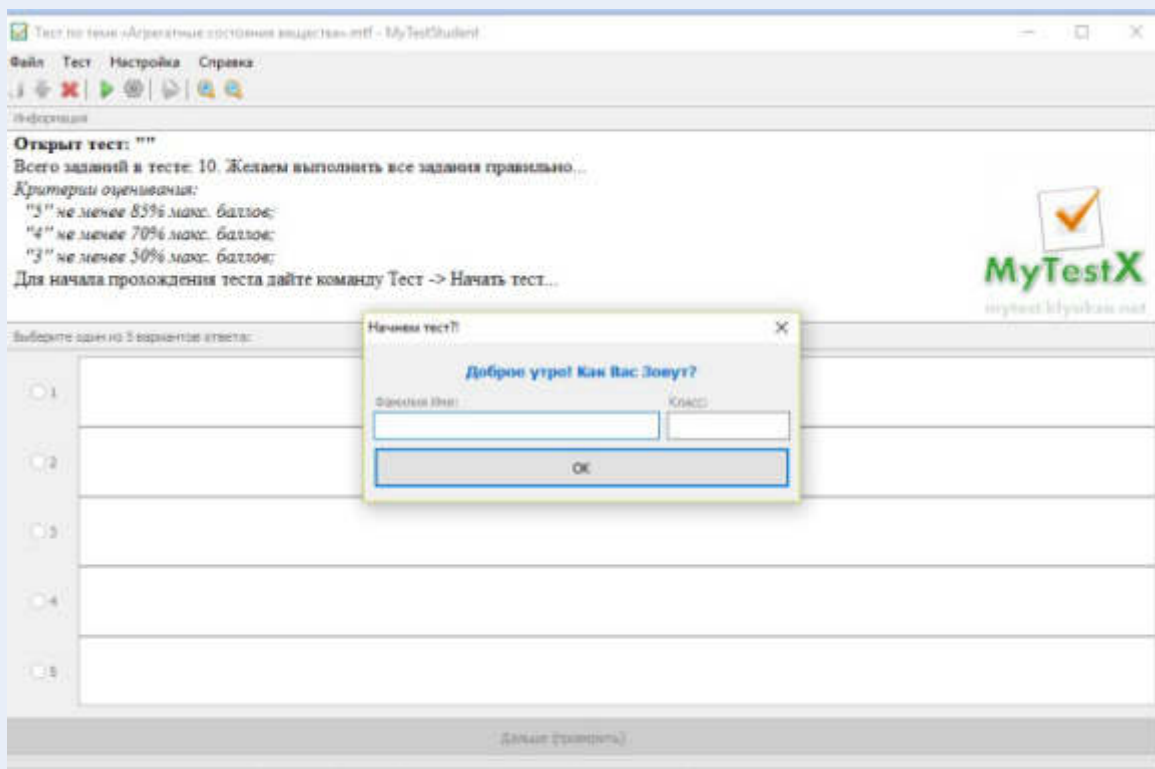 Тест по теме «Агрегатные состояния вещества».mtf - MyTestStudent
Файл Тест Настройка Справка
Информация
Открыт тест: ""
Всего заданий в тесте: 10. Желаем выполнить все задания правильно...
Критерии оценивания:
"5" не менее 85% макс. баллов;
"4" не менее 70% макс. баллов;
"3" не менее 50% макс. баллов;
Для начала прохождения теста дайте команду Тест -> Начать тест...
MyTestX
mytest.klyaksa.net
Выберите один из 5 вариантов ответа:
Начнем тест?!
Доброе утро! Как Вас Зовут?
Фамилия Имя:
Класс:
OK
1
2
3
4
5
Дальше (проверить)